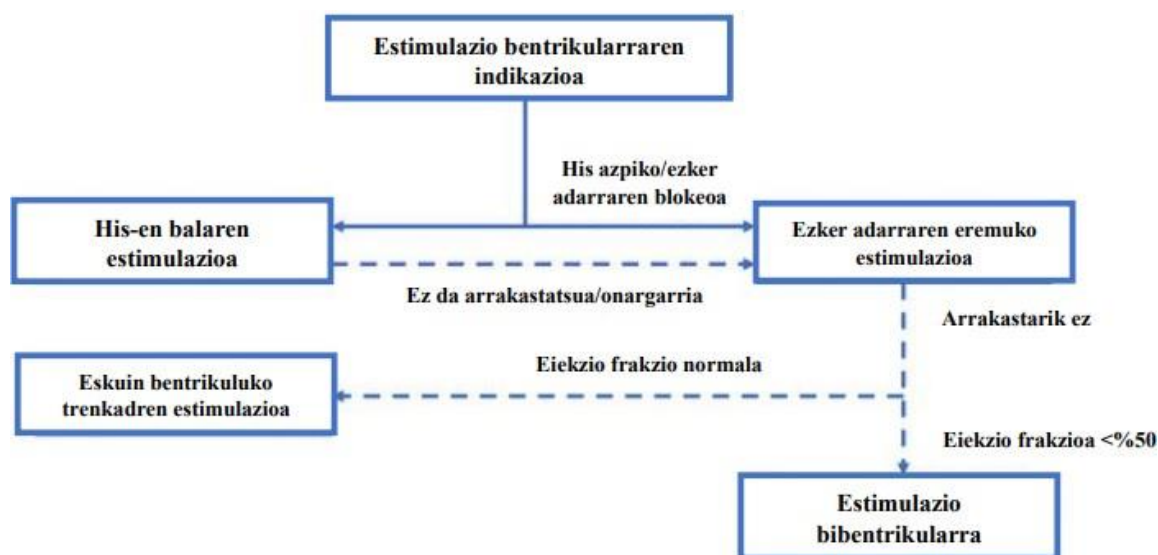 Estimulazio bentrikularraren
indikazioa
His azpiko/ezker
adarraren blokeoa
His-en balaren
estimulazioa
Ezker adarraren eremuko
estimulazioa
Ez da arrakastatsua/onargarria
Arrakastarik ez
Eiekzio frakzio normala
Eskuin bentrikuluko
trenkadren estimulazioa
Eiekzio frakzioa <%50
Estimulazio
bibentrikularra